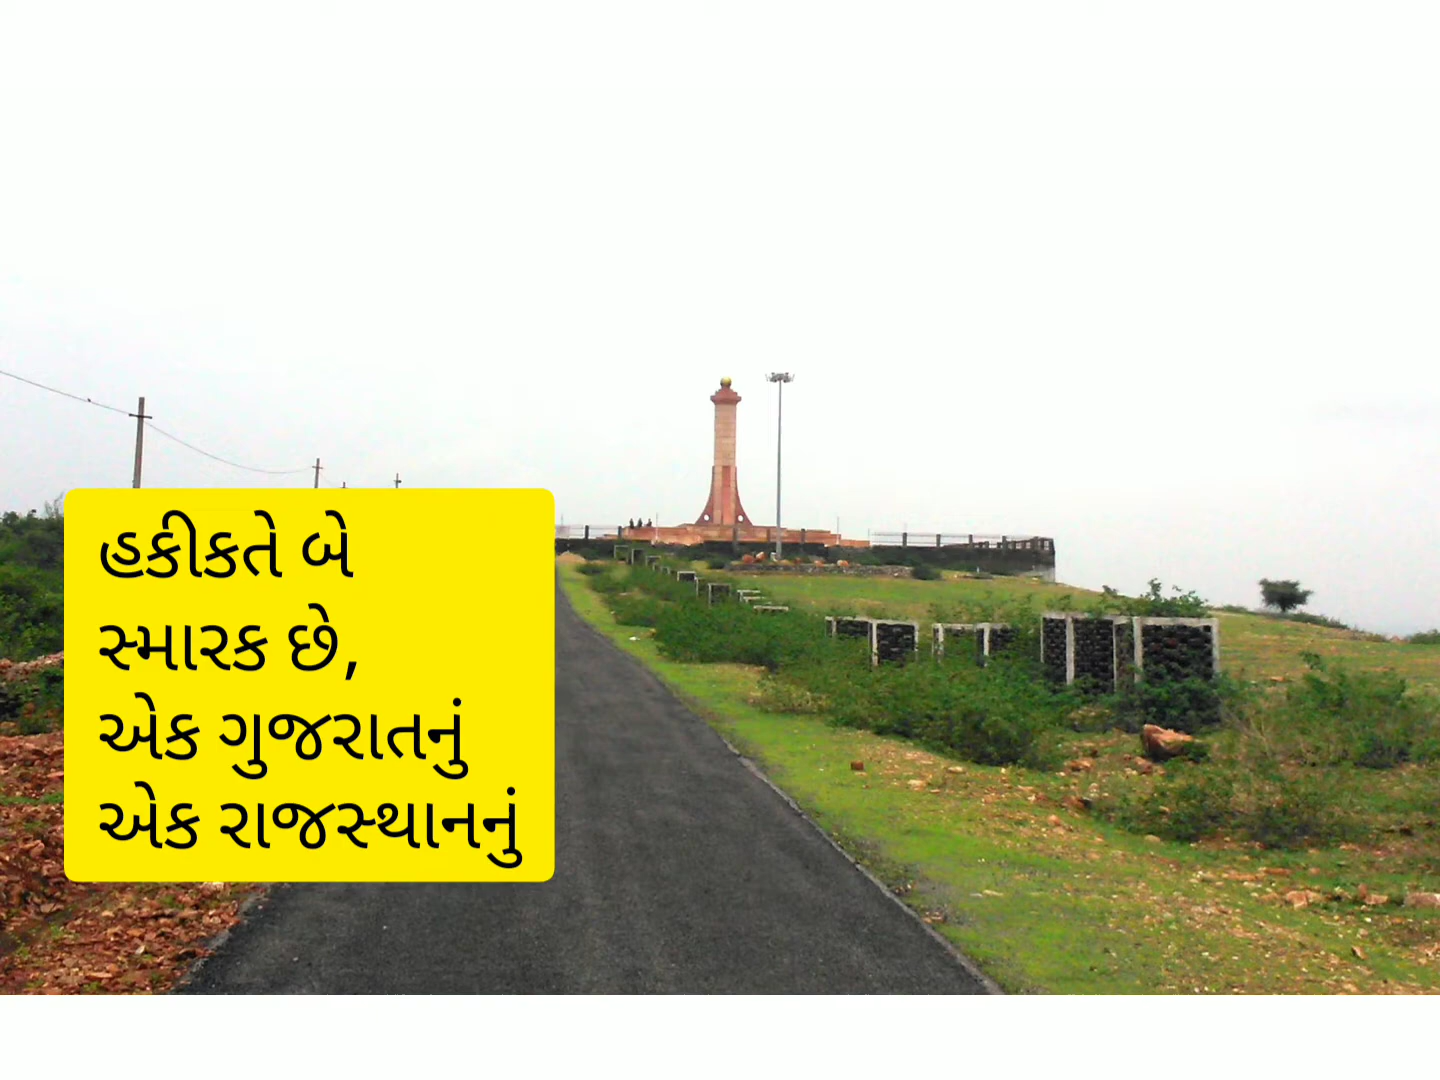 હકીકતે બે
સ્મારક છે,
એક ગુજરાતનું
એક રાજસ્થાનનું